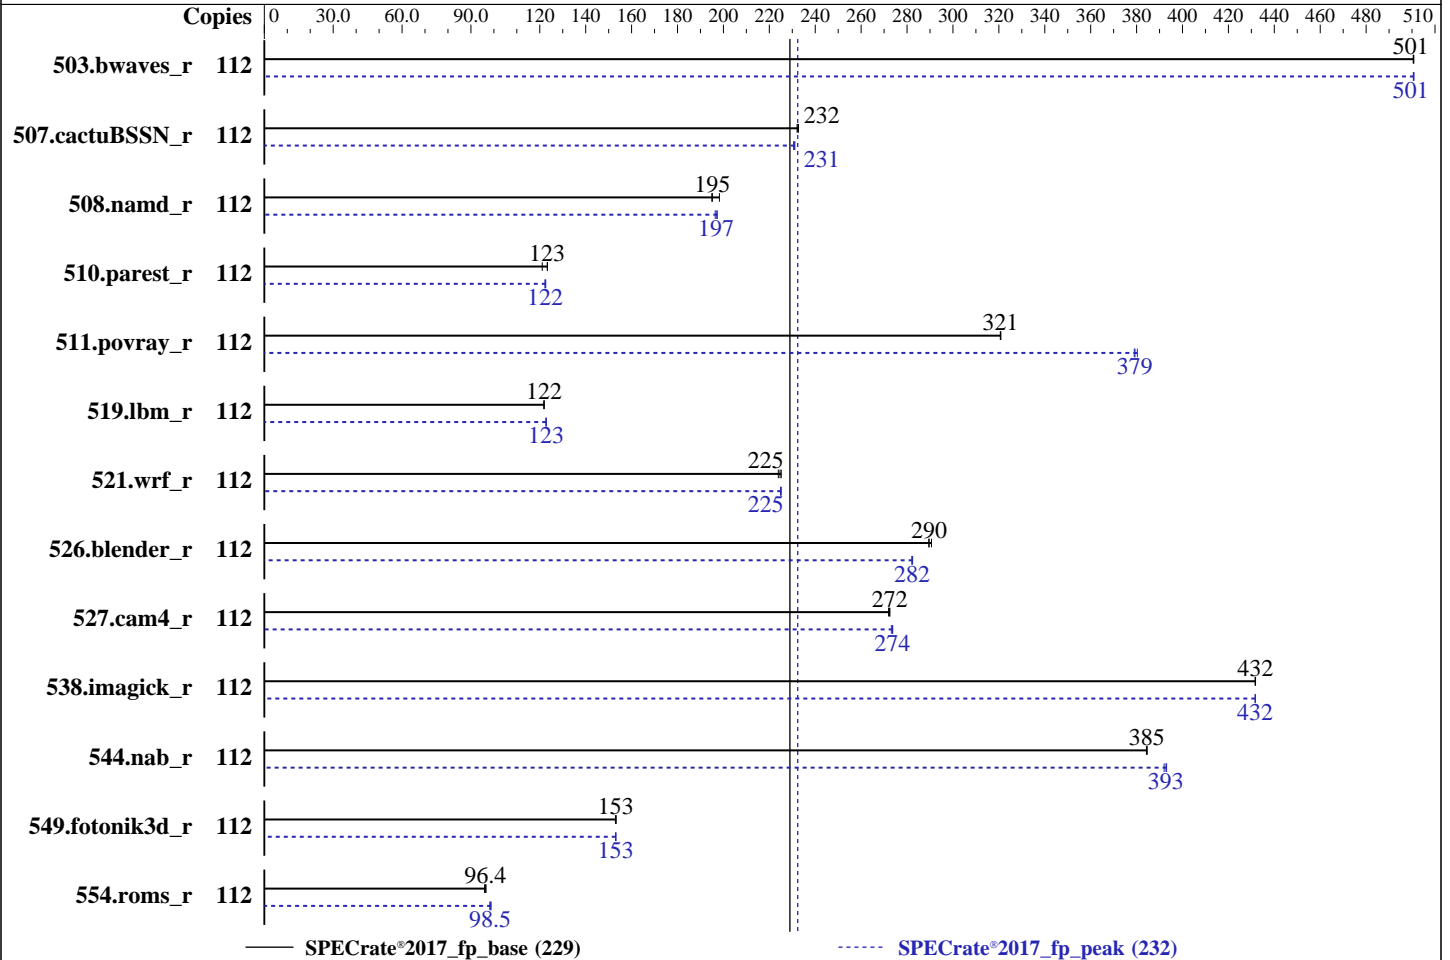 Copies 0 30.0 60.0 90.0 120 140 160 180 200 220 240 260 280 300 320 340 360 380 400 420 440 460 480 510
503.bwaves_r 112 501
501
507.cactuBSSN_r 112 232
231
508.namd_r 112 195
197
510.parest_r 112 123
122
511.povray_r 112 321
379
519.lbm_r 112 122
123
521.wrf_r 112 225
225
526.blender_r 112 290
282
527.cam4_r 112 272
274
538.imagick_r 112 432
432
544.nab_r 112 385
393
549.fotonik3d_r 112 153
153
554.roms_r 112 96.4
98.5
SPECrate®2017_fp_base (229) SPECrate®2017_fp_peak (232)